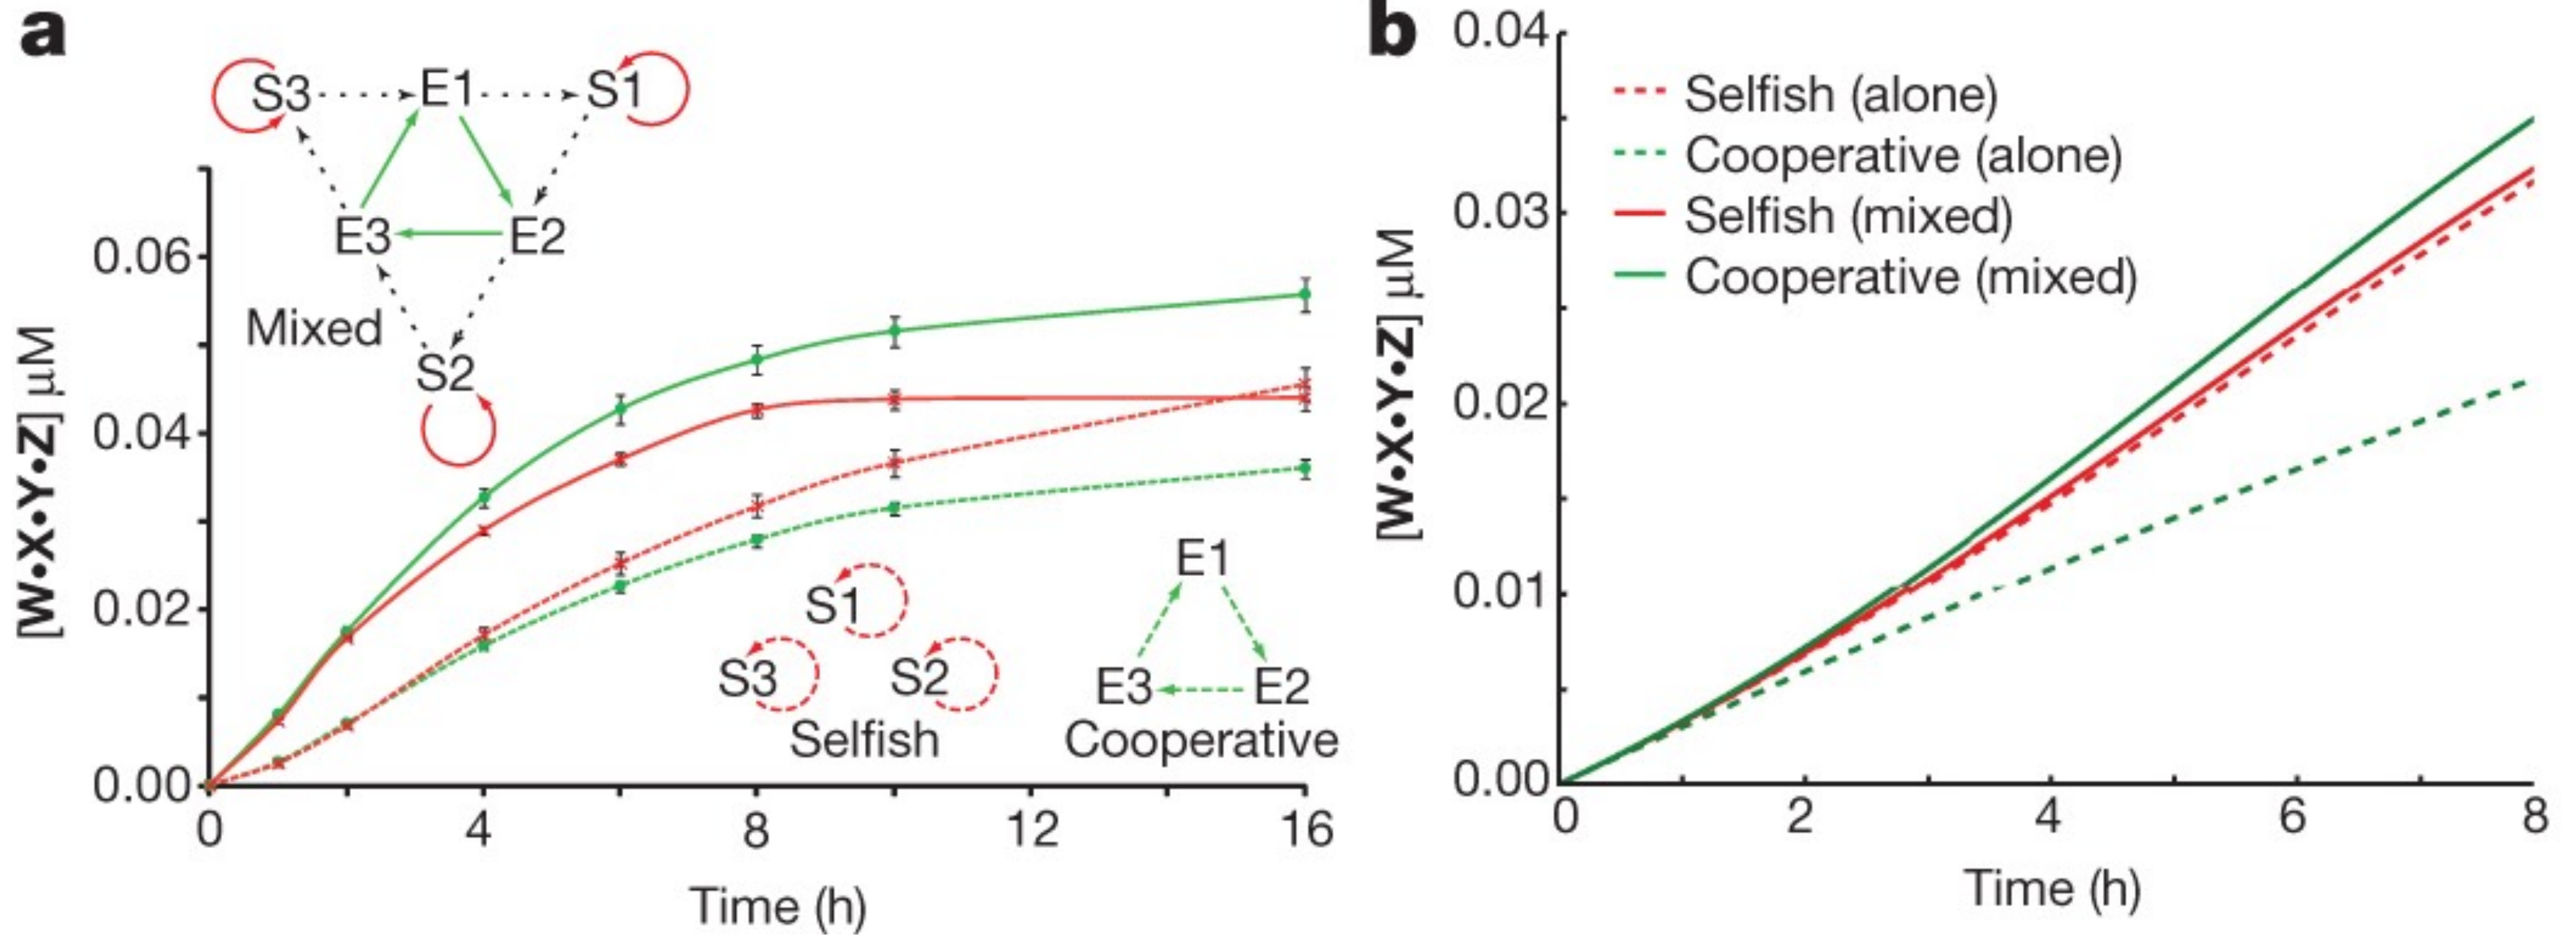 a
S3
E1
S1
E3
E2
Mixed
S2
0.06
0.04
0.02
0.00
[W•X•Y•Z] μM
S1
S3
S2
Selfish
E1
E3
E2
Cooperative
0
4
8
12
16
Time (h)
b
0.04
0.03
0.02
0.01
0.00
[W•X•Y•Z] μM
Selfish (alone)
Cooperative (alone)
Selfish (mixed)
Cooperative (mixed)
0
2
4
6
8
Time (h)